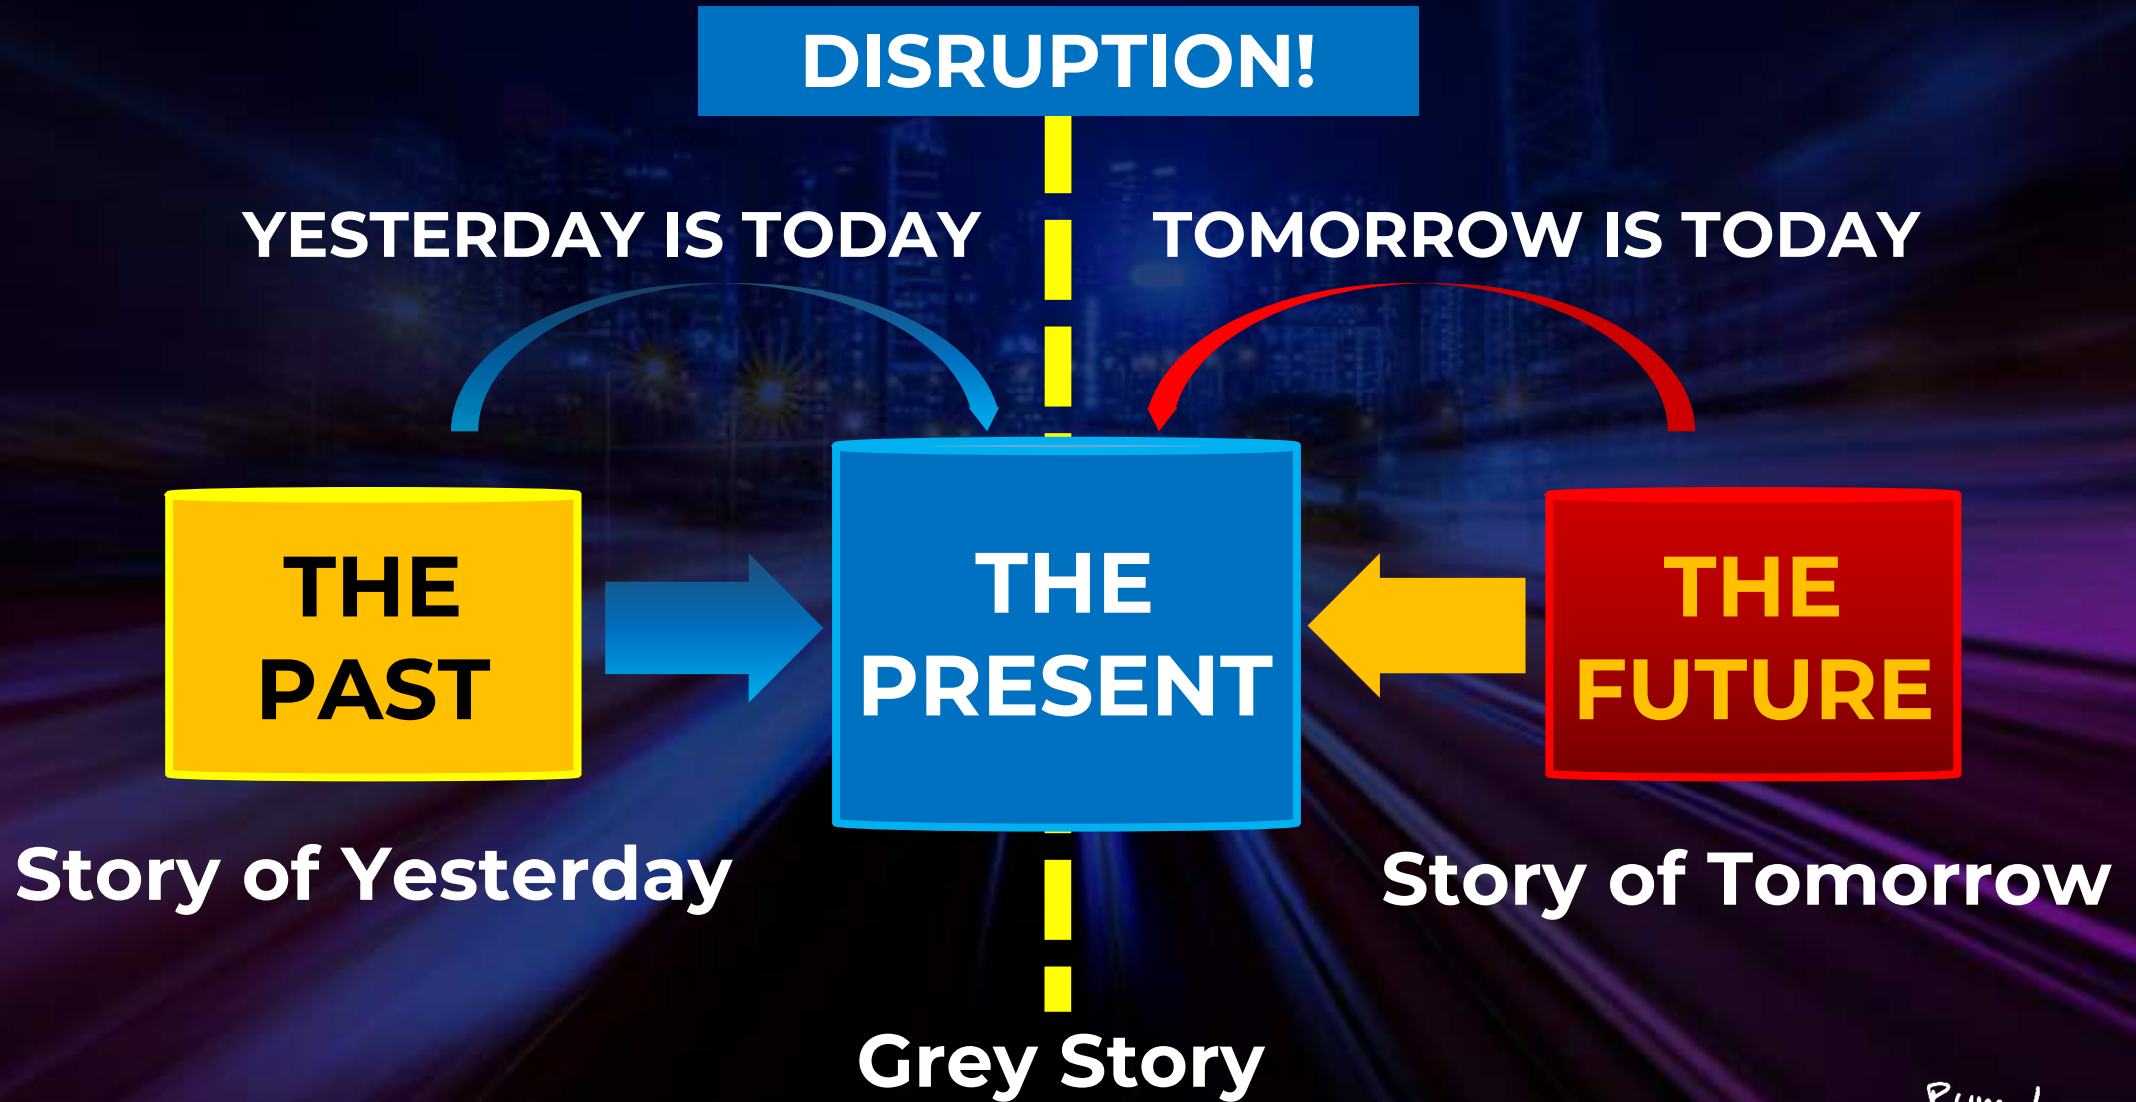 DISRUPTION!
YESTERDAY IS TODAY
TOMORROW IS TODAY
THE
PAST
THE
PRESENT
THE
FUTURE
Story of Yesterday
Story of Tomorrow
Grey Story